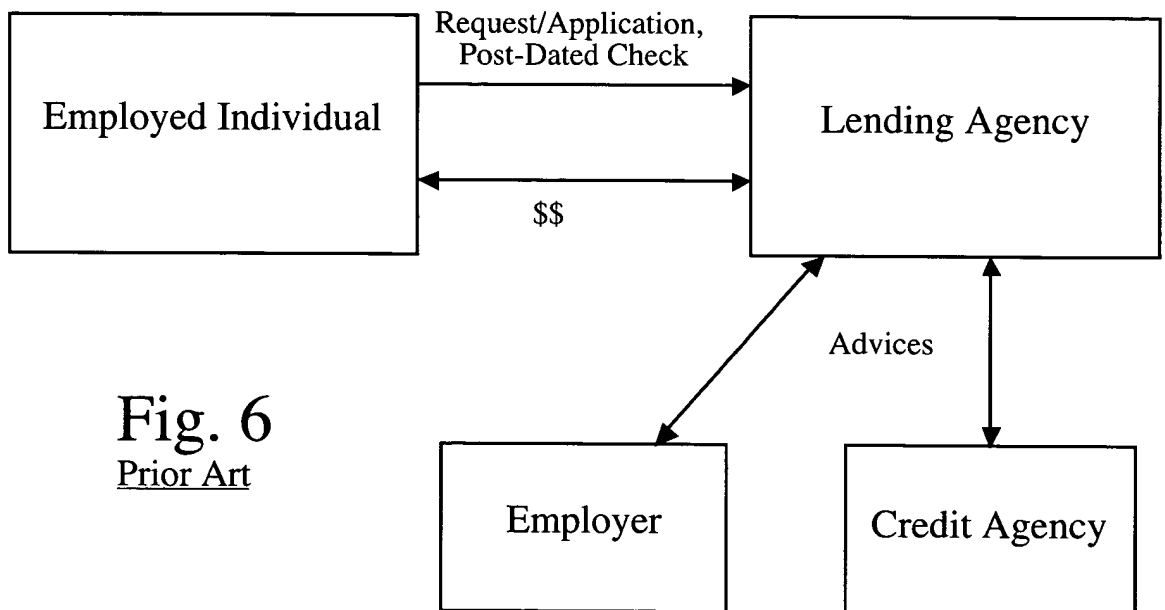 Request/Application,
Post-Dated Check
Employed Individual
Lending Agency
$$
Advices
Fig. 6
Prior Art
Employer
Credit Agency